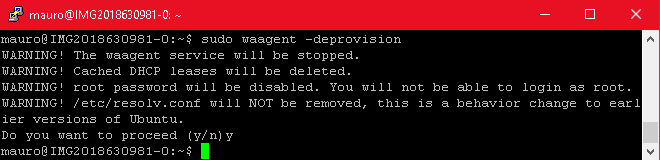 mauro@IMG2018630981-0: ~
mauro@IMG2018630981-0:~$ sudo waagent -deprovision
WARNING! The waagent service will be stopped.
WARNING! Cached DHCP leases will be deleted.
WARNING! root password will be disabled. You will not be able to login as root.
WARNING! /etc/resolv.conf will NOT be removed, this is a behavior change to earl
ier versions of Ubuntu.
Do you want to proceed (y/n)y
mauro@IMG2018630981-0:~$